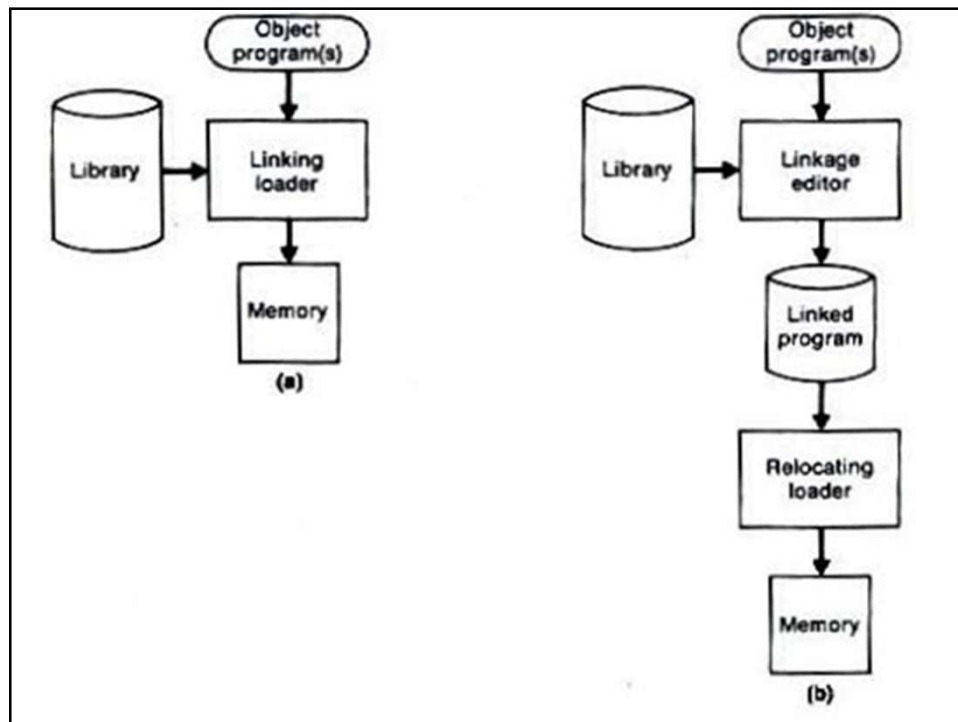 Object
program(s)
Library
Linking
loader
Memory
(a)
Object
program(s)
Library
Linkage
editor
Linked
program
Relocating
loader
Memory
(b)